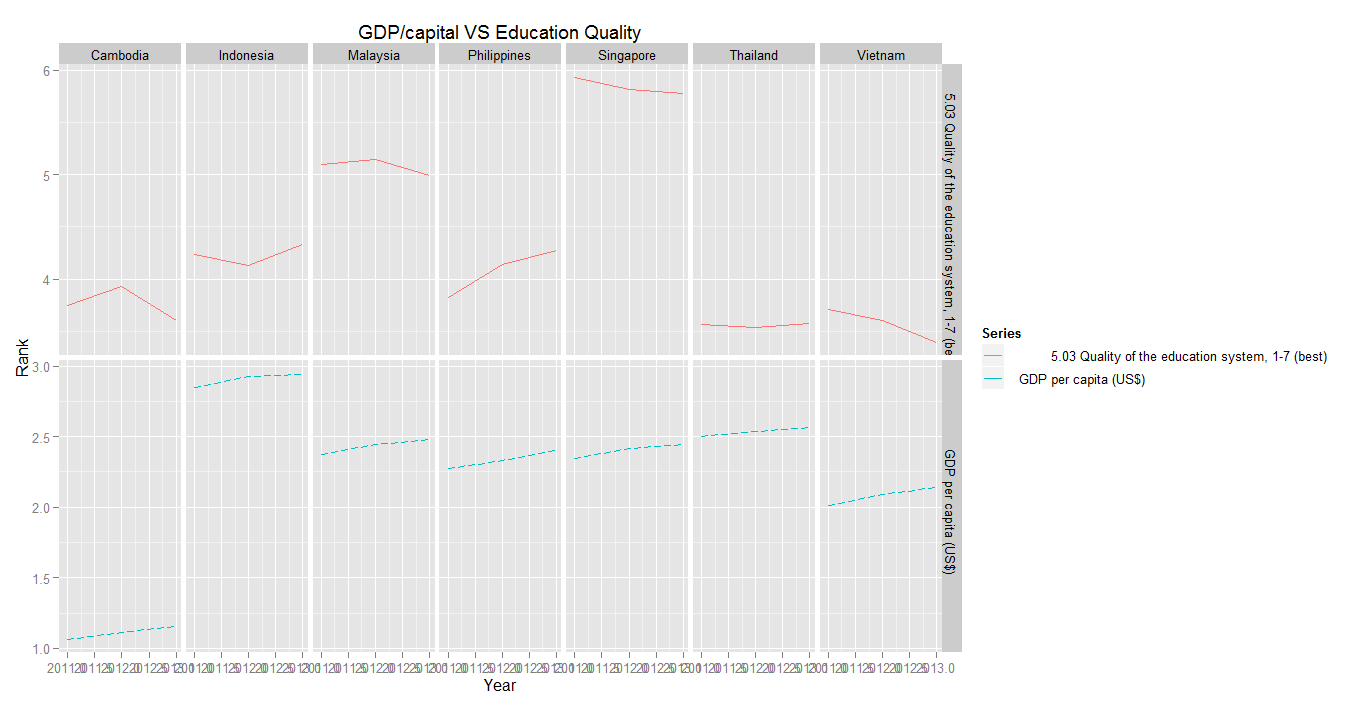 GDP/capital VS Education Quality
Cambodia Indonesia Malaysia Philippines Singapore Thailand Vietnam
6
5
4
5.03 Quality of the education system, 1-7 (be
Rank
3.0
2.5
2.0
1.5
1.0
GDP per capita (US$)
Year
Series
5.03 Quality of the education system, 1-7 (best)
GDP per capita (US$)